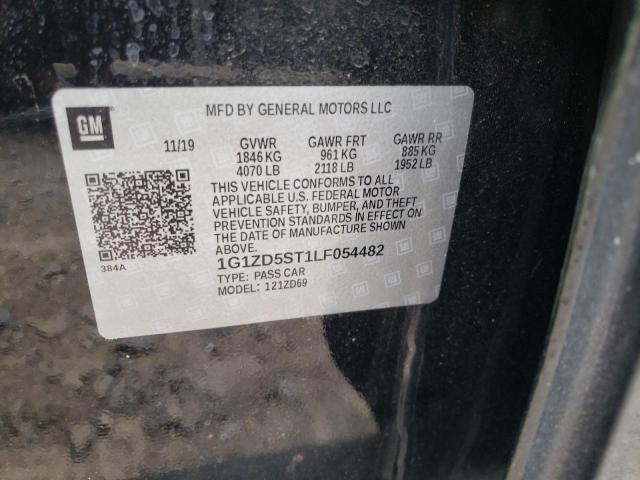 GM
MFD BY GENERAL MOTORS LLC
11/19 GVWR GAWR FRT GAWR RR
1846 KG 961 KG 885 KG
4070 LB 2118 LB 1952 LB
THIS VEHICLE CONFORMS TO ALL
APPLICABLE U.S. FEDERAL MOTOR
VEHICLE SAFETY, BUMPER, AND THEFT
PREVENTION STANDARDS IN EFFECT ON
THE DATE OF MANUFACTURE SHOWN
ABOVE.
384A
1G1ZD5ST1LF054482
TYPE: PASS CAR
MODEL: 121ZD69